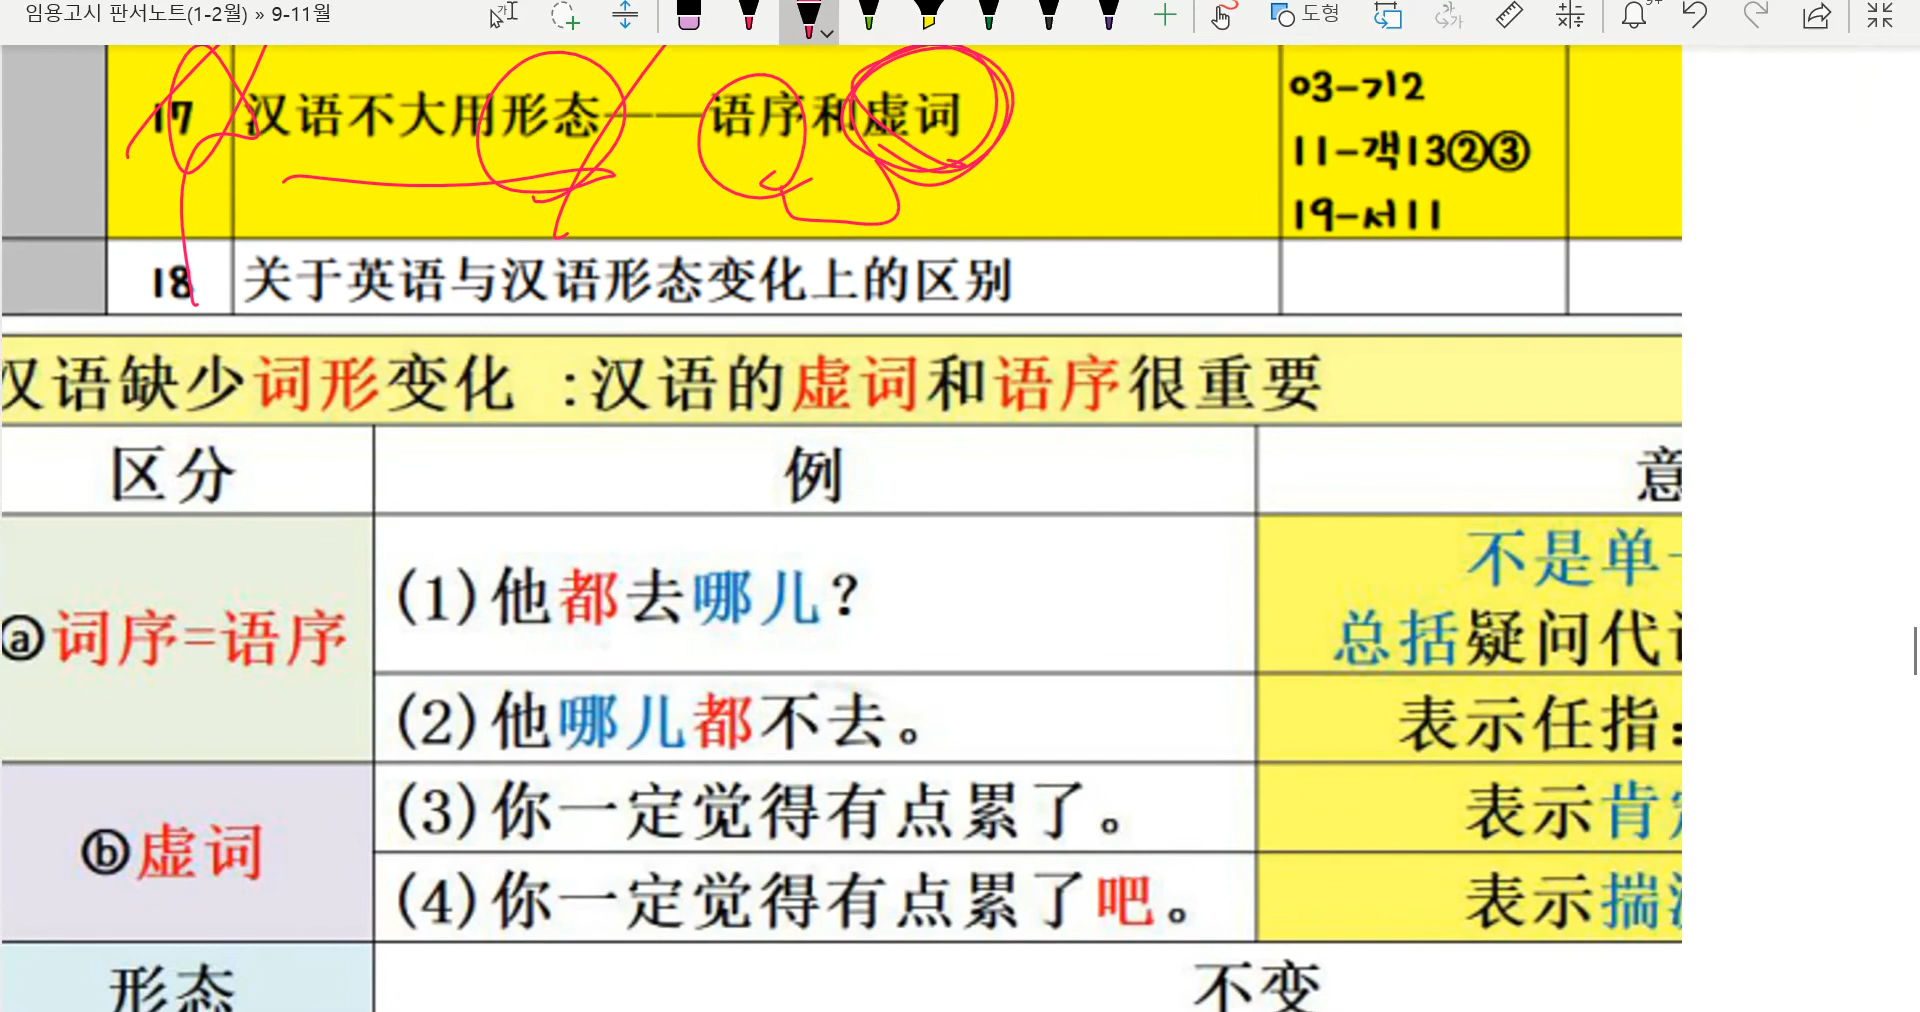 임용고시 판서노트(1-2월) » 9-11월
도형
9+
17 汉语不大用形态——语序和虚词
03-기2
11-객13②③
19-서11
18 关于英语与汉语形态变化上的区别
汉语缺少词形变化 :汉语的虚词和语序很重要
区分 例 意
ⓐ词序=语序
(1)他都去哪儿?
不是单一
总括疑问代
(2)他哪儿都不去。
表示任指:
ⓑ虚词
(3)你一定觉得有点累了。
表示肯
(4)你一定觉得有点累了吧。
表示揣
形态 不变